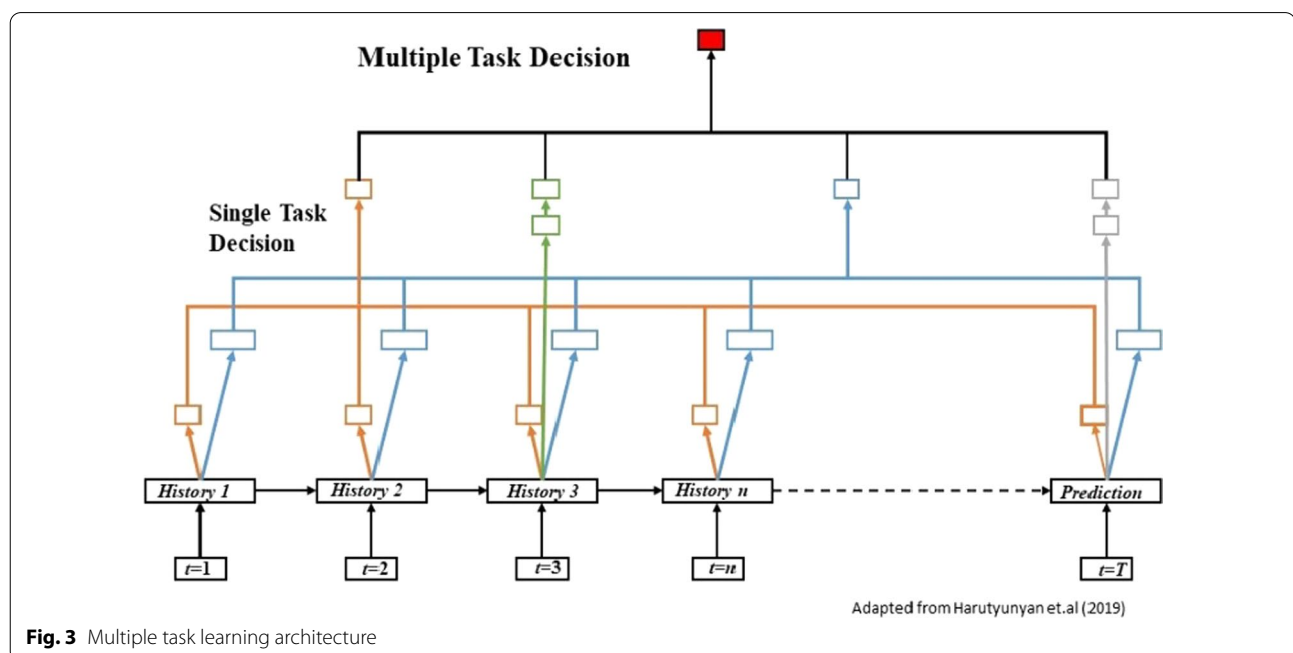 Multiple Task Decision
Single Task
Decision
History 1
History 2
History 3
History n
Prediction
t=1
t=2
t=3
t=n
t=T
Adapted from Harutyunyan et.al (2019)
Fig. 3 Multiple task learning architecture